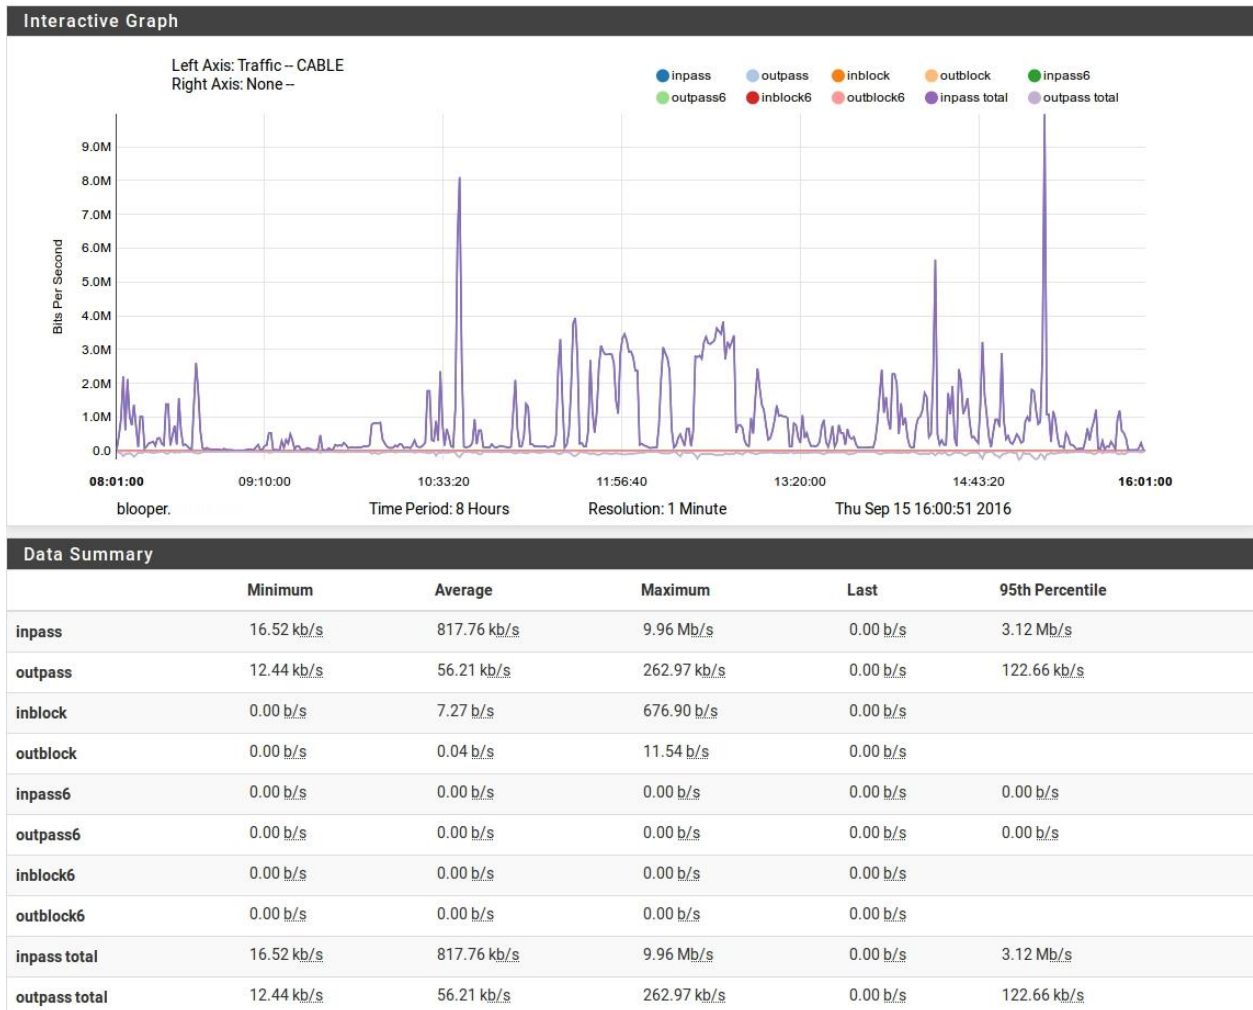 Interactive Graph
Left Axis: Traffic -- CABLE
Right Axis: None --
inpass outpass inblock outblock inpass6
outpass6 inblock6 outblock6 inpass total outpass total
Bits Per Second
9.0M
8.0M
7.0M
6.0M
5.0M
4.0M
3.0M
2.0M
1.0M
0.0
08:01:00 09:10:00 10:33:20 11:56:40 13:20:00 14:43:20 16:01:00
blooper. Time Period: 8 Hours Resolution: 1 Minute Thu Sep 15 16:00:51 2016
Data Summary
Minimum Average Maximum Last 95th Percentile
inpass 16.52 kb/s 817.76 kb/s 9.96 Mb/s 0.00 b/s 3.12 Mb/s
outpass 12.44 kb/s 56.21 kb/s 262.97 kb/s 0.00 b/s 122.66 kb/s
inblock 0.00 b/s 7.27 b/s 676.90 b/s 0.00 b/s
outblock 0.00 b/s 0.04 b/s 11.54 b/s 0.00 b/s
inpass6 0.00 b/s 0.00 b/s 0.00 b/s 0.00 b/s 0.00 b/s
outpass6 0.00 b/s 0.00 b/s 0.00 b/s 0.00 b/s 0.00 b/s
inblock6 0.00 b/s 0.00 b/s 0.00 b/s 0.00 b/s
outblock6 0.00 b/s 0.00 b/s 0.00 b/s 0.00 b/s
inpass total 16.52 kb/s 817.76 kb/s 9.96 Mb/s 0.00 b/s 3.12 Mb/s
outpass total 12.44 kb/s 56.21 kb/s 262.97 kb/s 0.00 b/s 122.66 kb/s